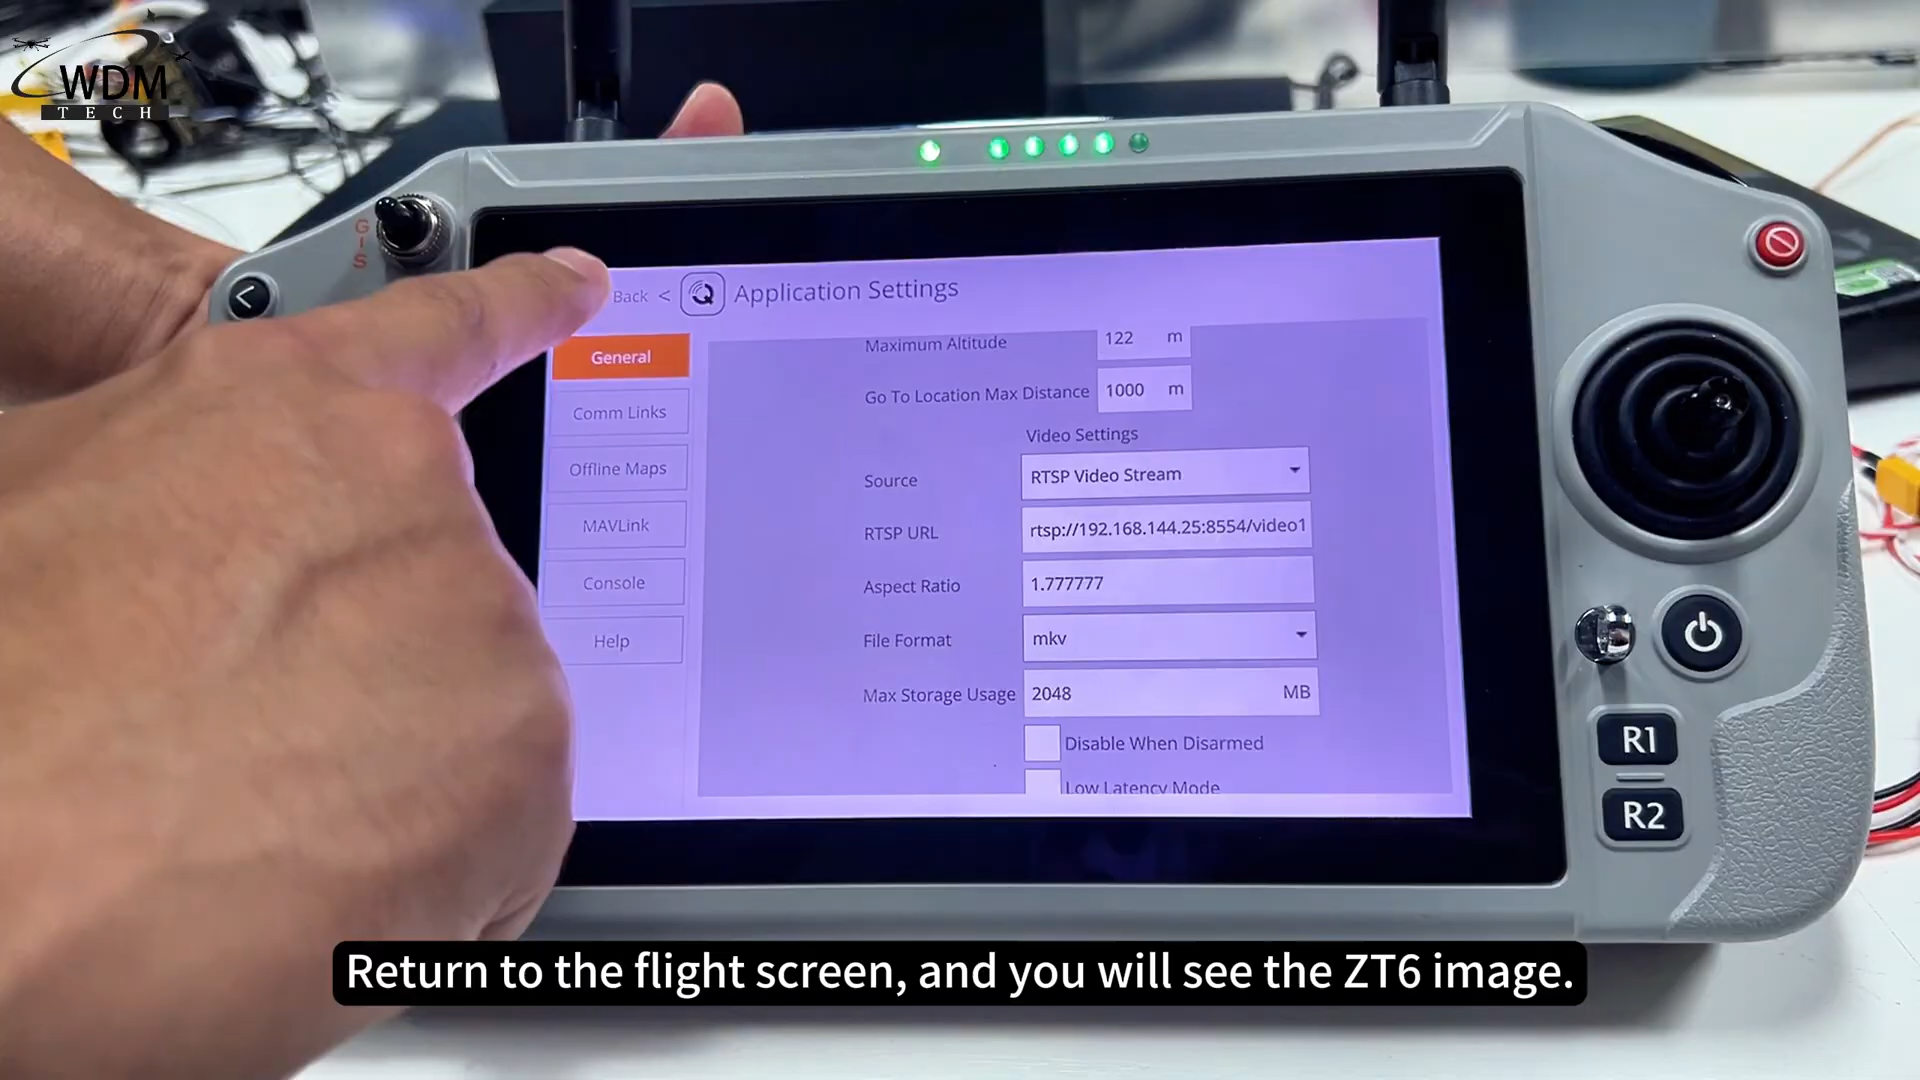 WDM
TECH
G
I
S
Back < Application Settings
General
Comm Links
Offline Maps
MAVLink
Console
Help
Maximum Altitude 122 m
Go To Location Max Distance 1000 m
Video Settings
Source RTSP Video Stream
RTSP URL rtsp://192.168.144.25:8554/video1
Aspect Ratio 1.777777
File Format mkv
Max Storage Usage 2048 MB
Disable When Disarmed
Low Latency Mode
R1
R2
Return to the flight screen, and you will see the ZT6 image.